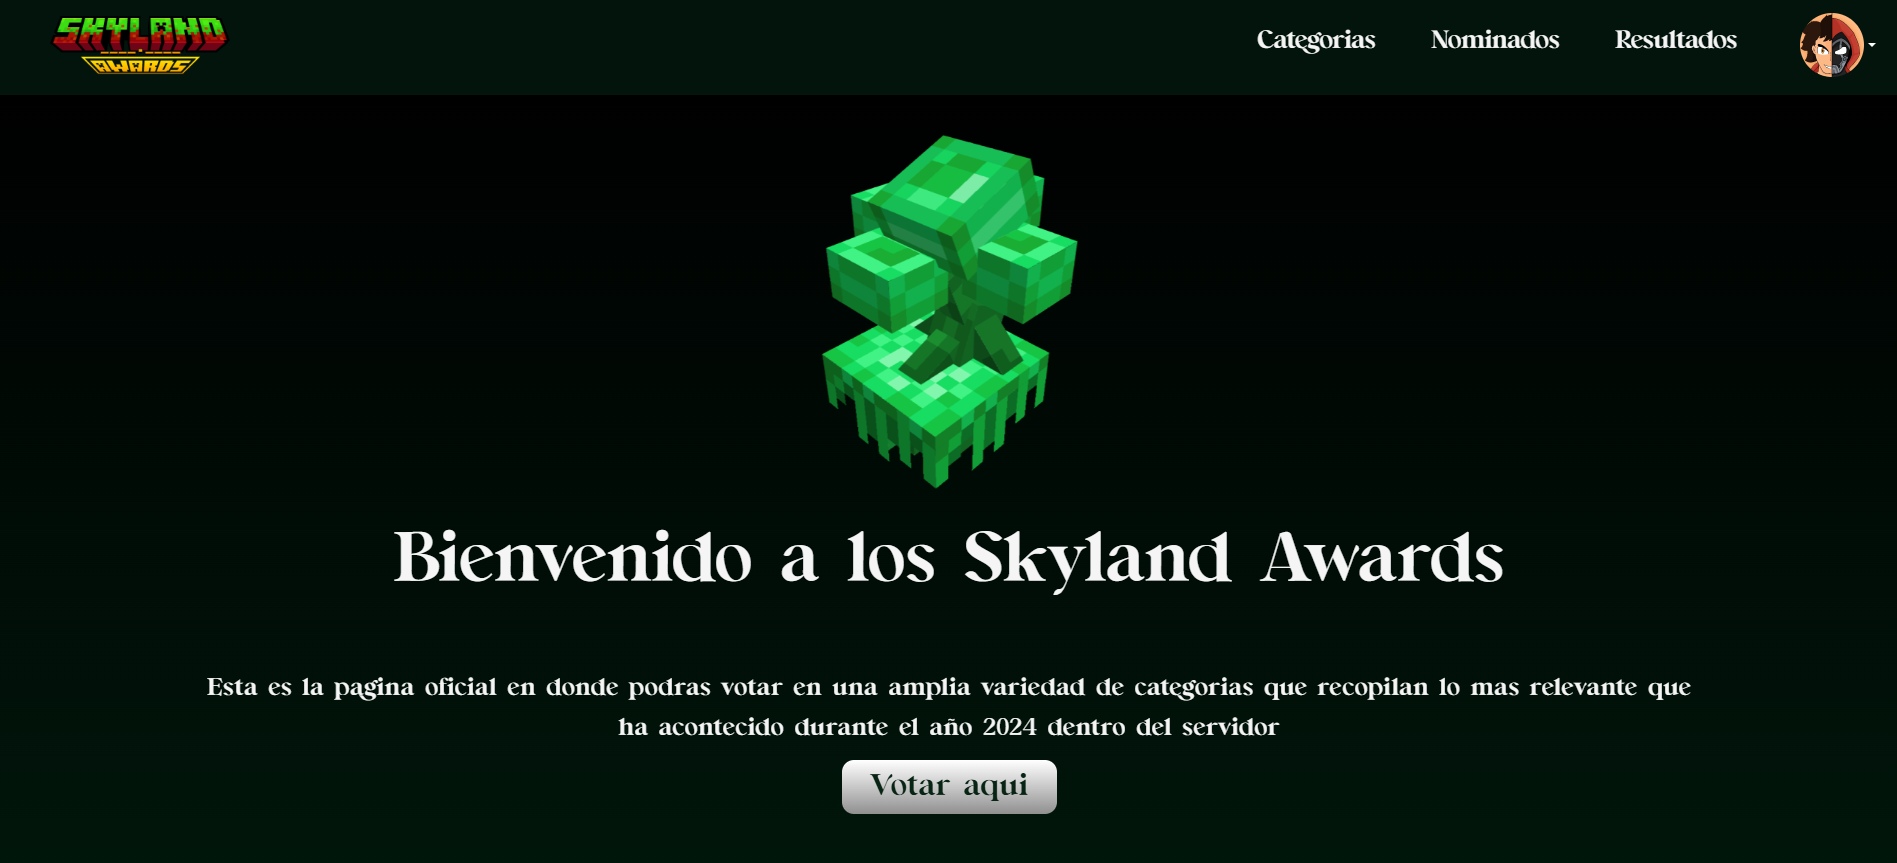 SKYLAND
AWARDS
Categorias
Nominados
Resultados
Bienvenido a los Skyland Awards
Esta es la pagina oficial en donde podras votar en una amplia variedad de categorias que recopilan lo mas relevante que
ha acontecido durante el año 2024 dentro del servidor
Votar aqui